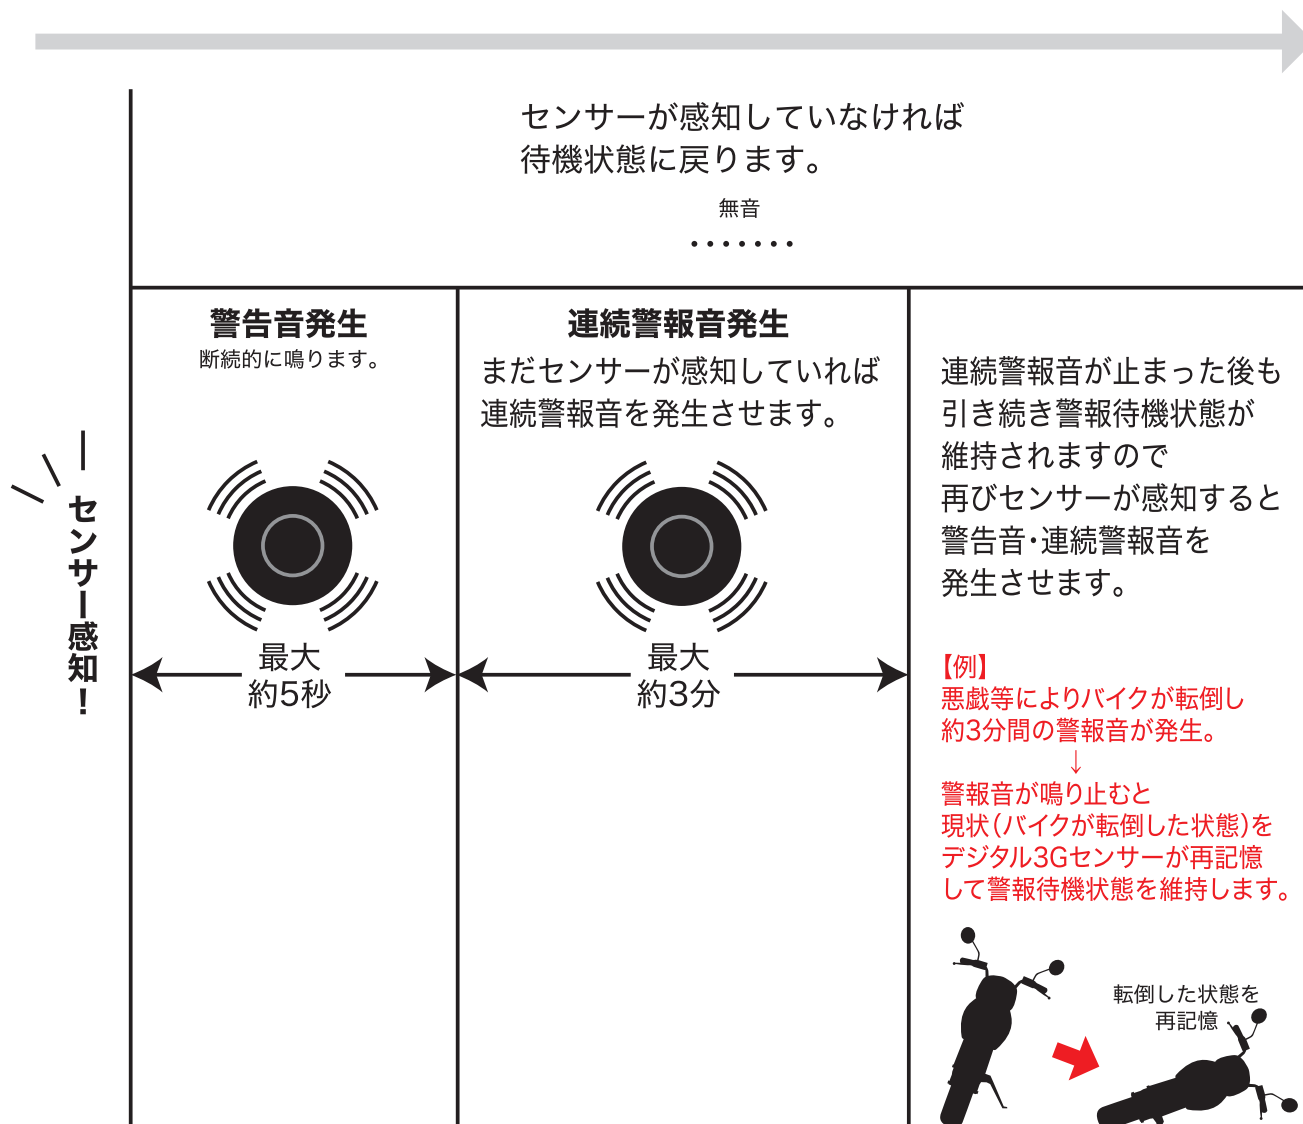 センサーが感知していなければ
待機状態に戻ります。
無音
・・・・・・・
センサー感知！
警告音発生
断続的に鳴ります。
最大
約5秒
連続警報音発生
まだセンサーが感知していれば
連続警報音を発生させます。
最大
約3分
連続警報音が止まった後も
引き続き警報待機状態が
維持されますので
再びセンサーが感知すると
警告音・連続警報音を
発生させます。
【例】
悪戯等によりバイクが転倒し
約3分間の警報音が発生。
↓
警報音が鳴り止むと
現状（バイクが転倒した状態）を
デジタル3Gセンサーが再記憶
して警報待機状態を維持します。
転倒した状態を
再記憶